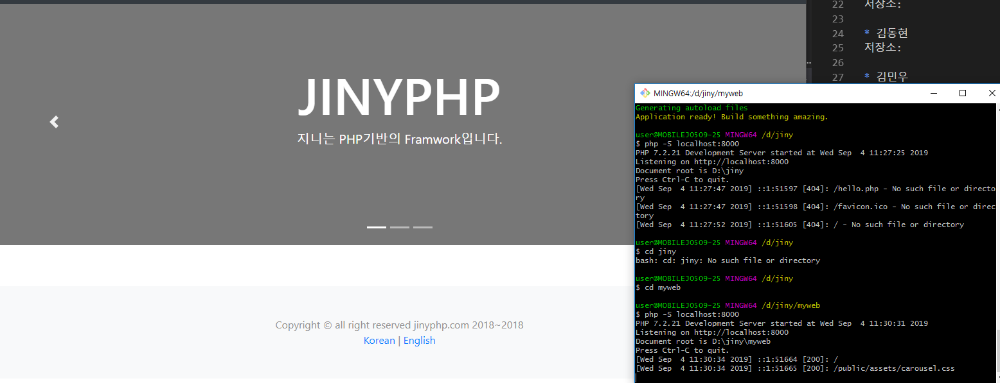 JINYPHP
지니는 PHP기반의 Framwork입니다.
Copyright © all right reserved jinyphp.com 2018~2018
Korean | English
22 저장소:
23
24 * 김동현
25 저장소:
26
27 * 김민우
MINGW64:/d/jiny/myweb
Generating autoload files
Application ready! Build something amazing.
user@MOBILEJO509-25 MINGW64 /d/jiny
$ php -S localhost:8000
PHP 7.2.21 Development Server started at Wed Sep  4 11:27:25 2019
Listening on http://localhost:8000
Document root is D:\jiny
Press Ctrl-C to quit.
[Wed Sep  4 11:27:47 2019] ::1:51597 [404]: /hello.php - No such file or directo
ry
[Wed Sep  4 11:27:47 2019] ::1:51598 [404]: /favicon.ico - No such file or direc
tory
[Wed Sep  4 11:27:52 2019] ::1:51605 [404]: / - No such file or directory
user@MOBILEJO509-25 MINGW64 /d/jiny
$ cd jiny
bash: cd: jiny: No such file or directory
user@MOBILEJO509-25 MINGW64 /d/jiny
$ cd myweb
user@MOBILEJO509-25 MINGW64 /d/jiny/myweb
$ php -S localhost:8000
PHP 7.2.21 Development Server started at Wed Sep  4 11:30:31 2019
Listening on http://localhost:8000
Document root is D:\jiny\myweb
Press Ctrl-C to quit.
[Wed Sep  4 11:30:34 2019] ::1:51664 [200]: /
[Wed Sep  4 11:30:34 2019] ::1:51665 [200]: /public/assets/carousel.css